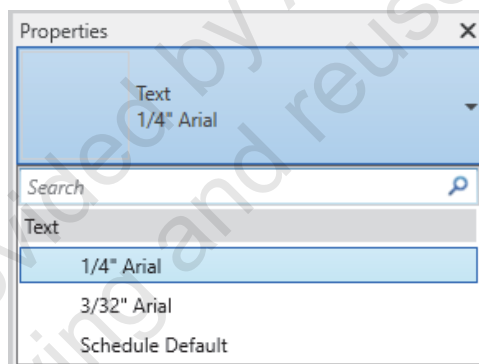 Properties
Text
1/4" Arial
Search
Text
1/4" Arial
3/32" Arial
Schedule Default